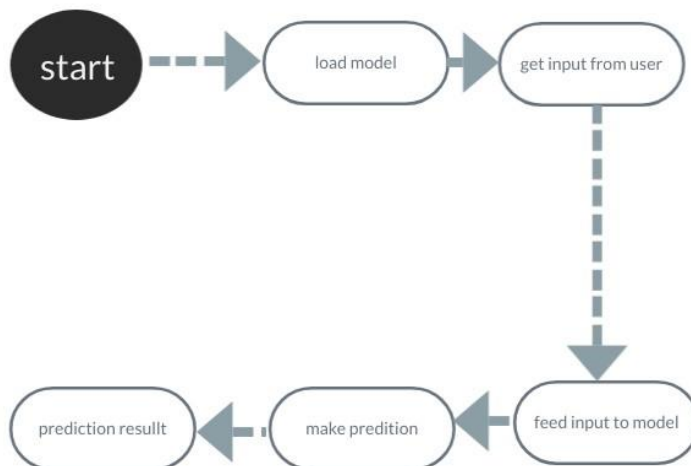 start
load model
get input from user
feed input to model
make predition
prediction resullt